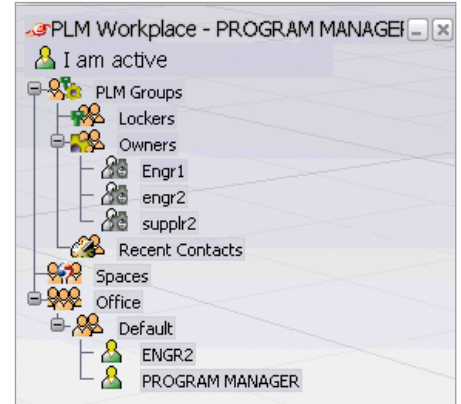 PLM Workplace - PROGRAM MANAGER
I am active
PLM Groups
Lockers
Owners
Engr1
engr2
supplr2
Recent Contacts
Spaces
Office
Default
ENGR2
PROGRAM MANAGER